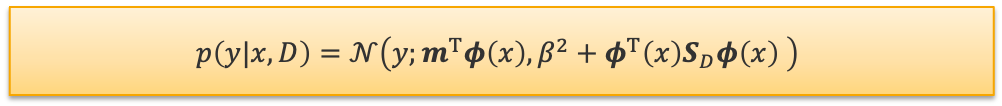 p(y|x, D) = 𝒩(y; mᵀϕ(x), β² + ϕᵀ(x)S_Dϕ(x) )